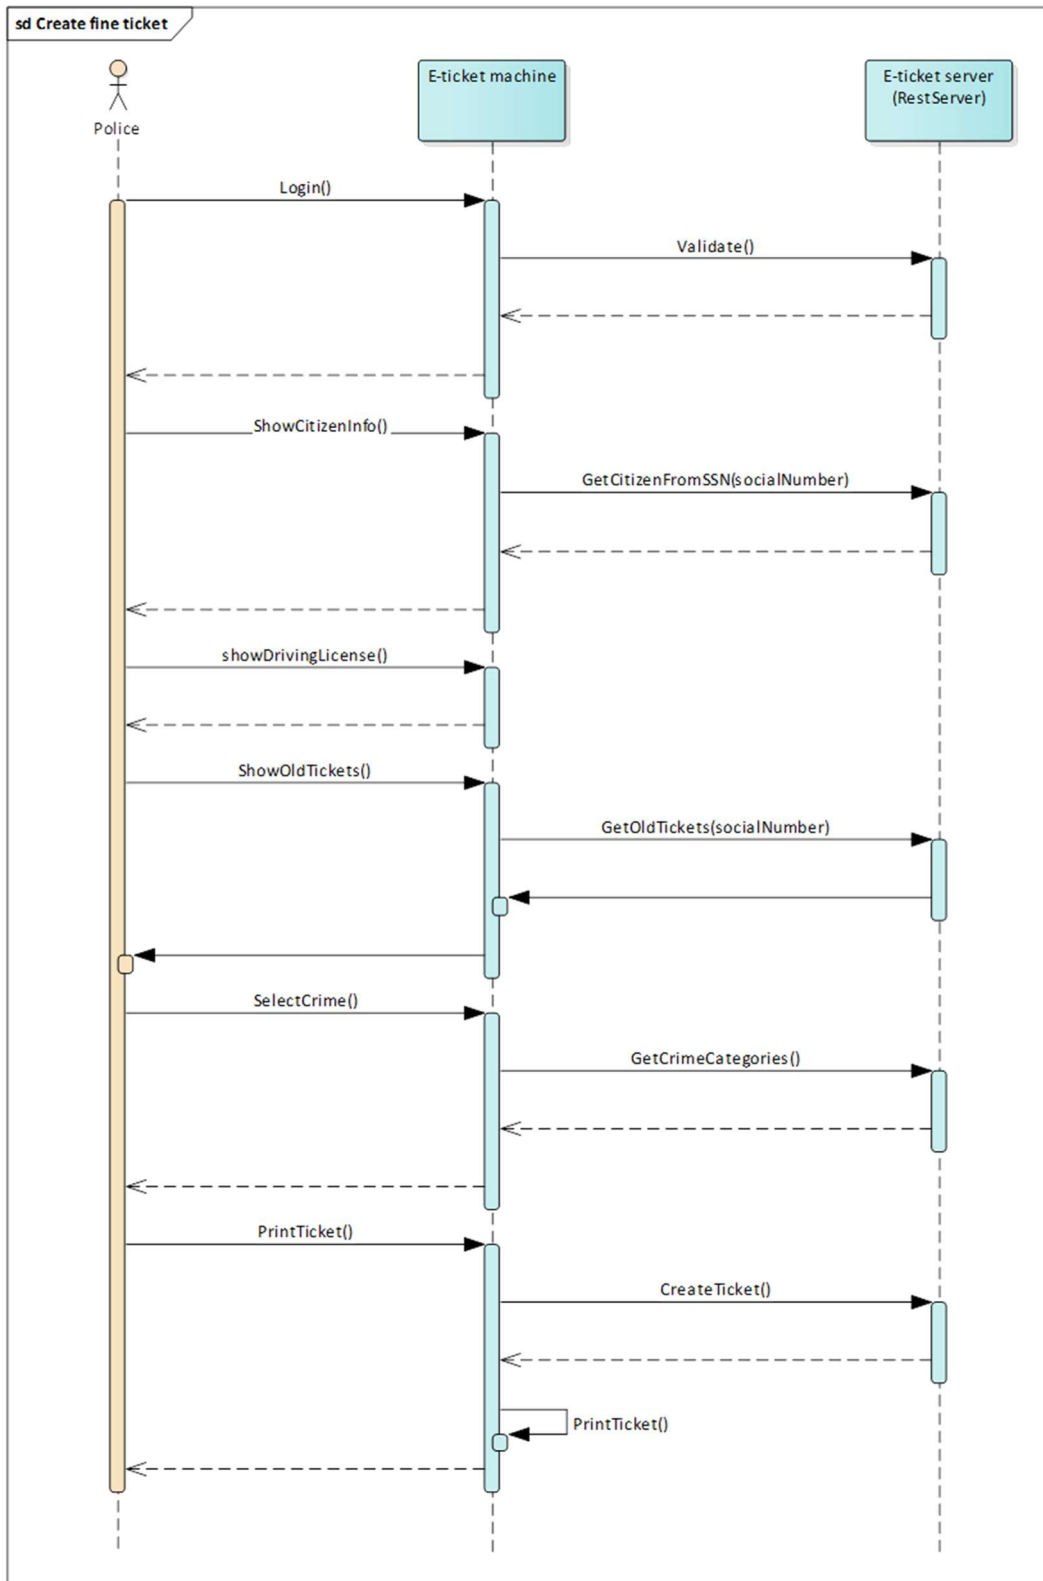 sd Create fine ticket
Police
E-ticket machine
E-ticket server
(RestServer)
Login()
Validate()
ShowCitizenInfo()
GetCitizenFromSSN(socialNumber)
showDrivingLicense()
ShowOldTickets()
GetOldTickets(socialNumber)
SelectCrime()
GetCrimeCategories()
PrintTicket()
CreateTicket()
PrintTicket()